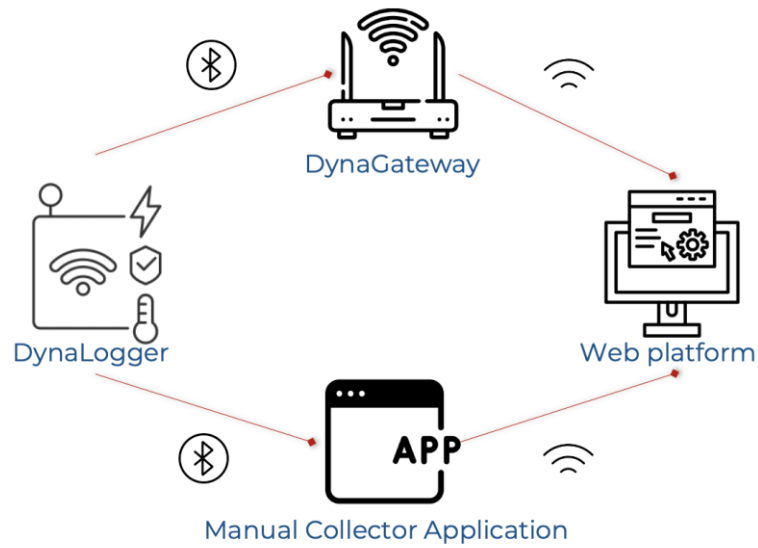 DynaGateway
DynaLogger
Web platform
APP
Manual Collector Application